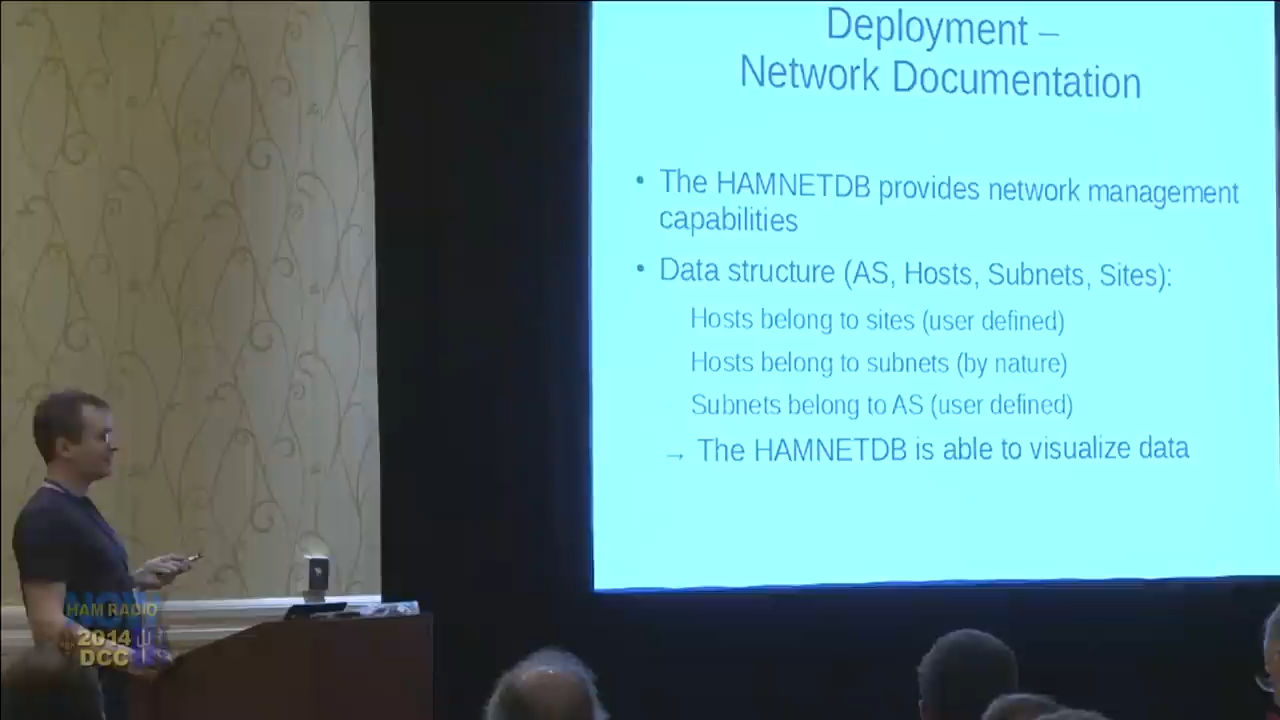 Deployment –
Network Documentation
• The HAMNETDB provides network management
capabilities
• Data structure (AS, Hosts, Subnets, Sites):
Hosts belong to sites (user defined)
Hosts belong to subnets (by nature)
Subnets belong to AS (user defined)
→ The HAMNETDB is able to visualize data
HAM RADIO
NOW
2014
DCC